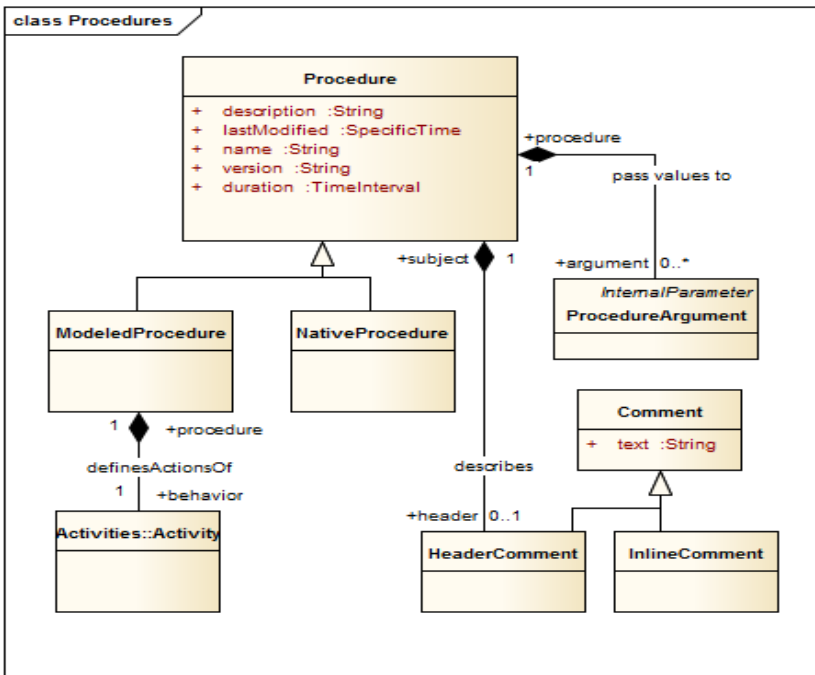 class Procedures
Procedure
+ description :String
+ lastModified :SpecificTime
+ name :String
+ version :String
+ duration :TimeInterval
+procedure
1
pass values to
+subject 1
+argument 0..*
InternalParameter
ProcedureArgument
ModeledProcedure
NativeProcedure
Comment
+ text :String
1 +procedure
definesActionsOf
describes
1 +behavior
+header 0..1
Activities::Activity
HeaderComment
InlineComment